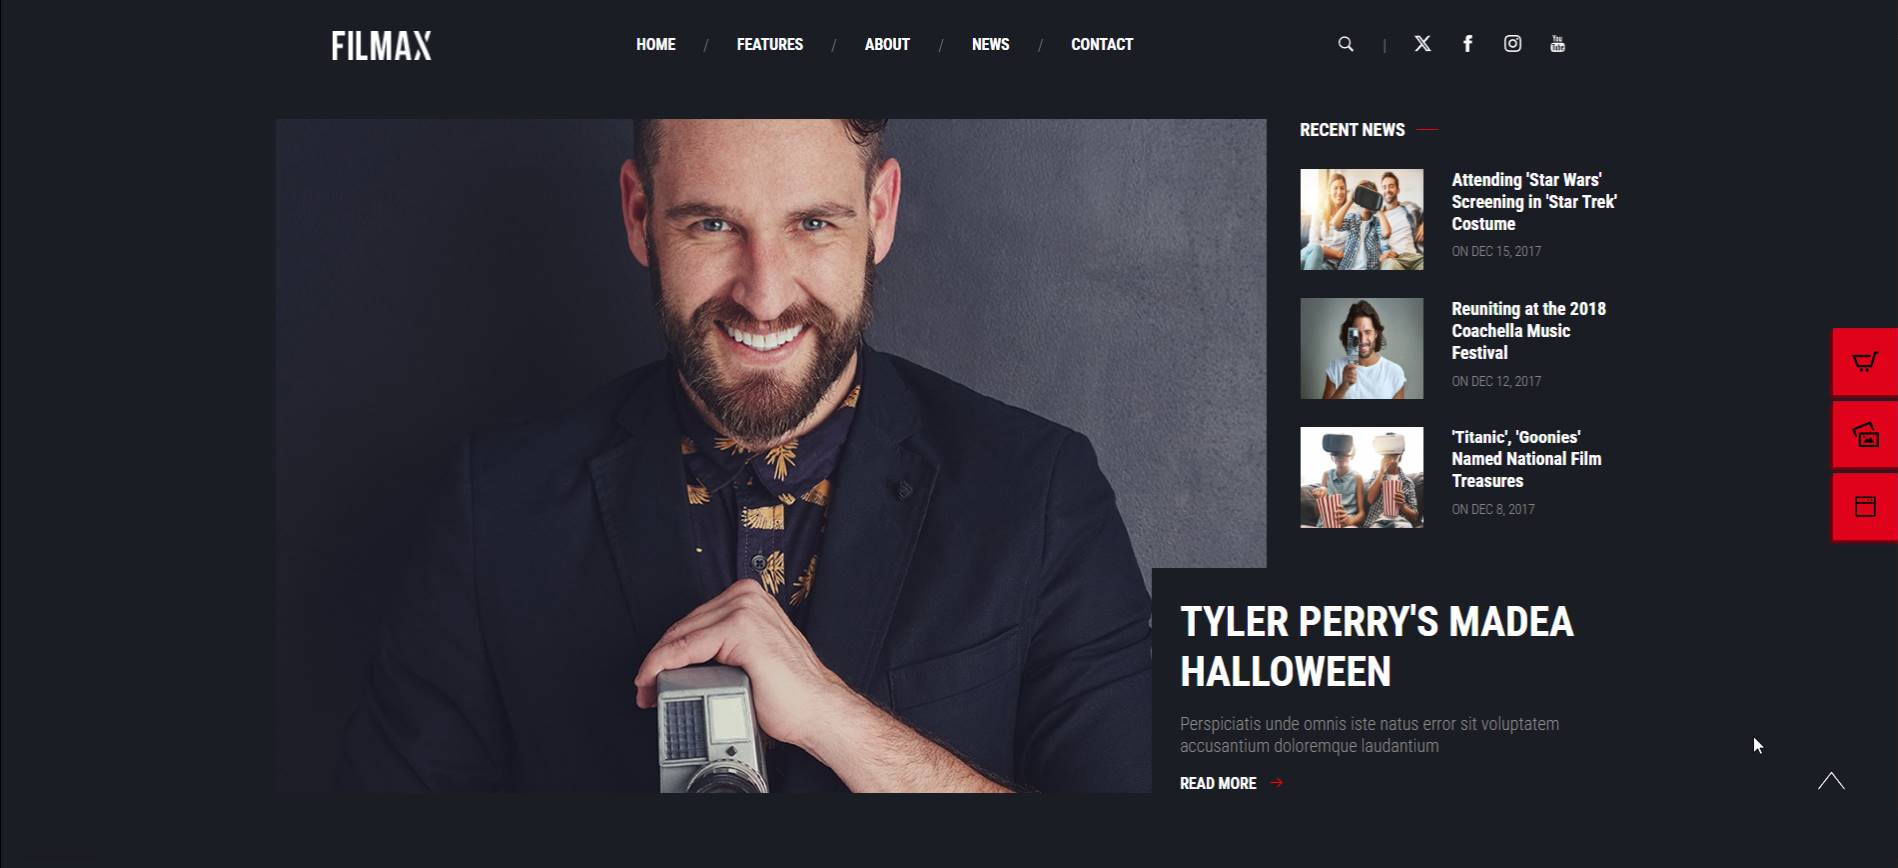 FILMAX
HOME / FEATURES / ABOUT / NEWS / CONTACT
|
You
Tube
RECENT NEWS
Attending 'Star Wars'
Screening in 'Star Trek'
Costume
ON DEC 15, 2017
Reuniting at the 2018
Coachella Music
Festival
ON DEC 12, 2017
'Titanic', 'Goonies'
Named National Film
Treasures
ON DEC 8, 2017
TYLER PERRY'S MADEA
HALLOWEEN
Perspiciatis unde omnis iste natus error sit voluptatem
accusantium doloremque laudantium
READ MORE